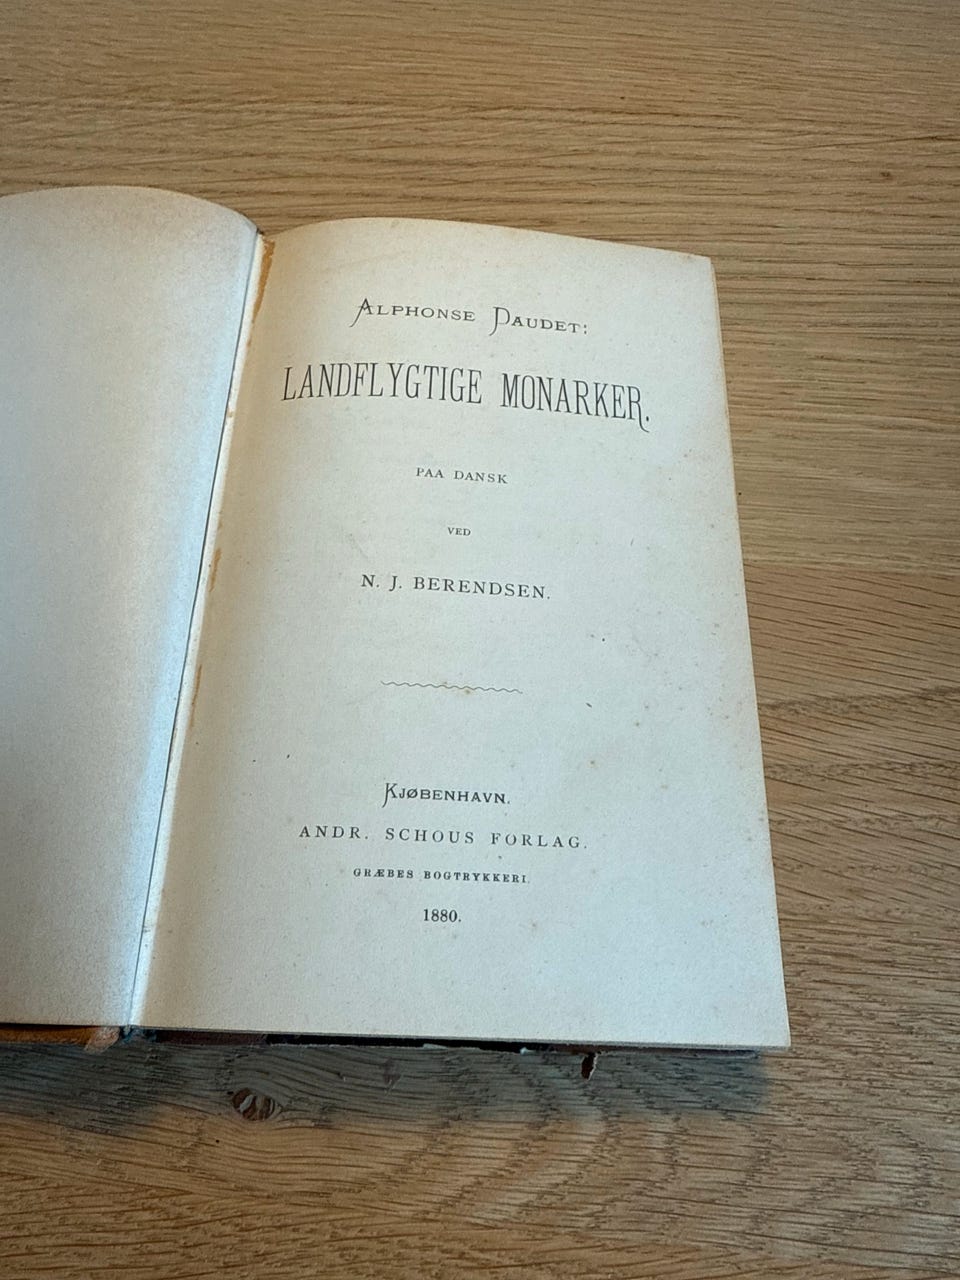 ALPHONSE DAUDET:
LANDFLYGTIGE MONARKER.
PAA DANSK
VED
N. J. BERENDSEN.
KJØBENHAVN.
ANDR. SCHOUS FORLAG.
GRÆBES BOGTRYKKERI.
1880.